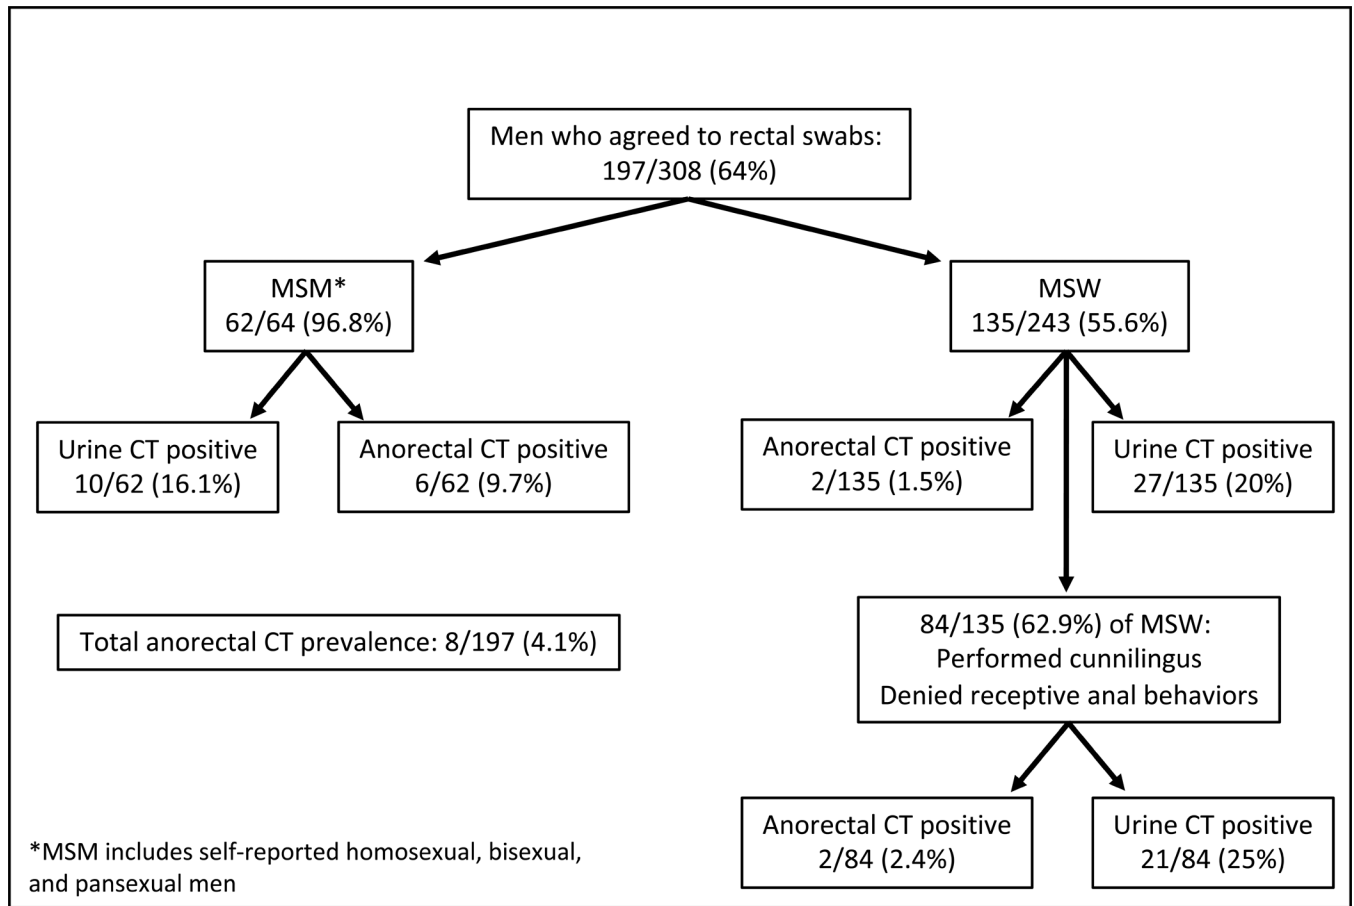 Men who agreed to rectal swabs:
197/308 (64%)
MSM*
62/64 (96.8%)
MSW
135/243 (55.6%)
Urine CT positive
10/62 (16.1%)
Anorectal CT positive
6/62 (9.7%)
Anorectal CT positive
2/135 (1.5%)
Urine CT positive
27/135 (20%)
Total anorectal CT prevalence: 8/197 (4.1%)
84/135 (62.9%) of MSW:
Performed cunnilingus
Denied receptive anal behaviors
Anorectal CT positive
2/84 (2.4%)
Urine CT positive
21/84 (25%)
*MSM includes self-reported homosexual, bisexual,
and pansexual men